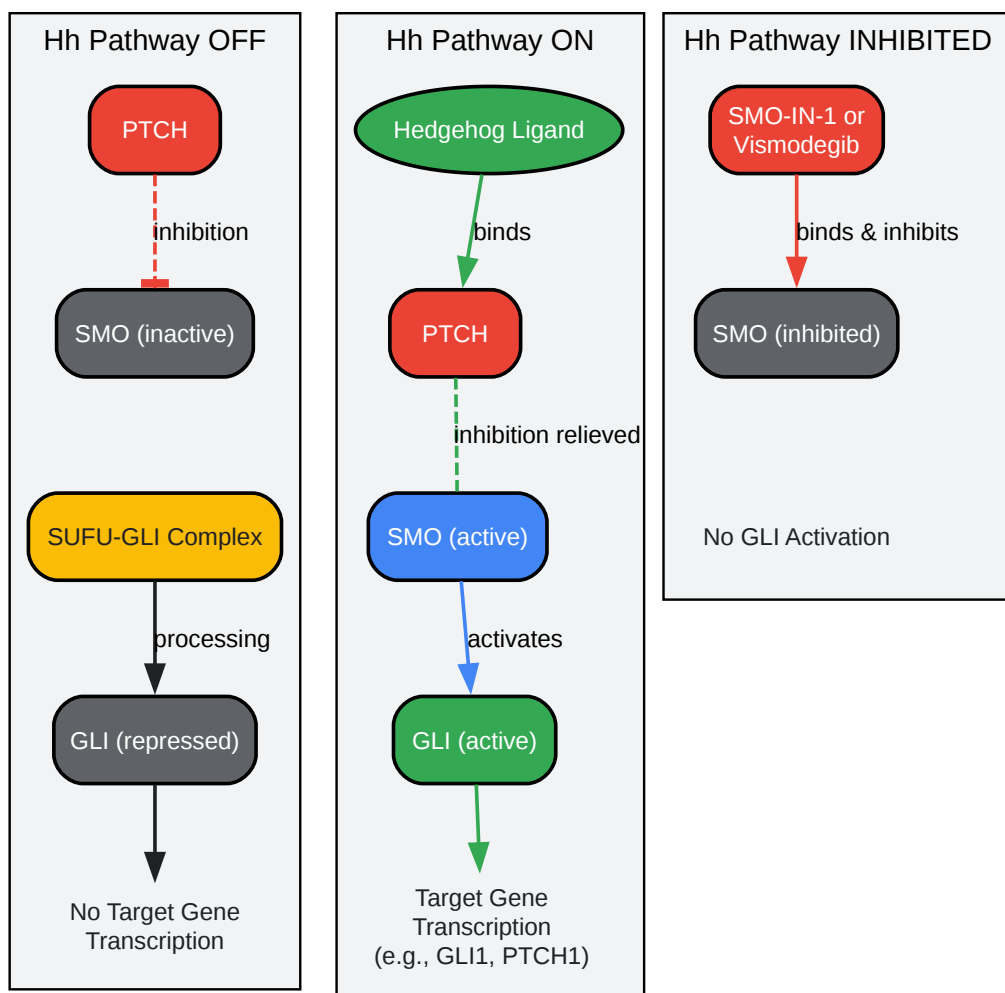 Hh Pathway OFF
PTCH
inhibition
SMO (inactive)
SUFU-GLI Complex
processing
GLI (repressed)
No Target Gene
Transcription
Hh Pathway ON
Hedgehog Ligand
binds
PTCH
inhibition relieved
SMO (active)
activates
GLI (active)
Target Gene
Transcription
(e.g., GLI1, PTCH1)
Hh Pathway INHIBITED
SMO-IN-1 or
Vismodegib
binds & inhibits
SMO (inhibited)
No GLI Activation